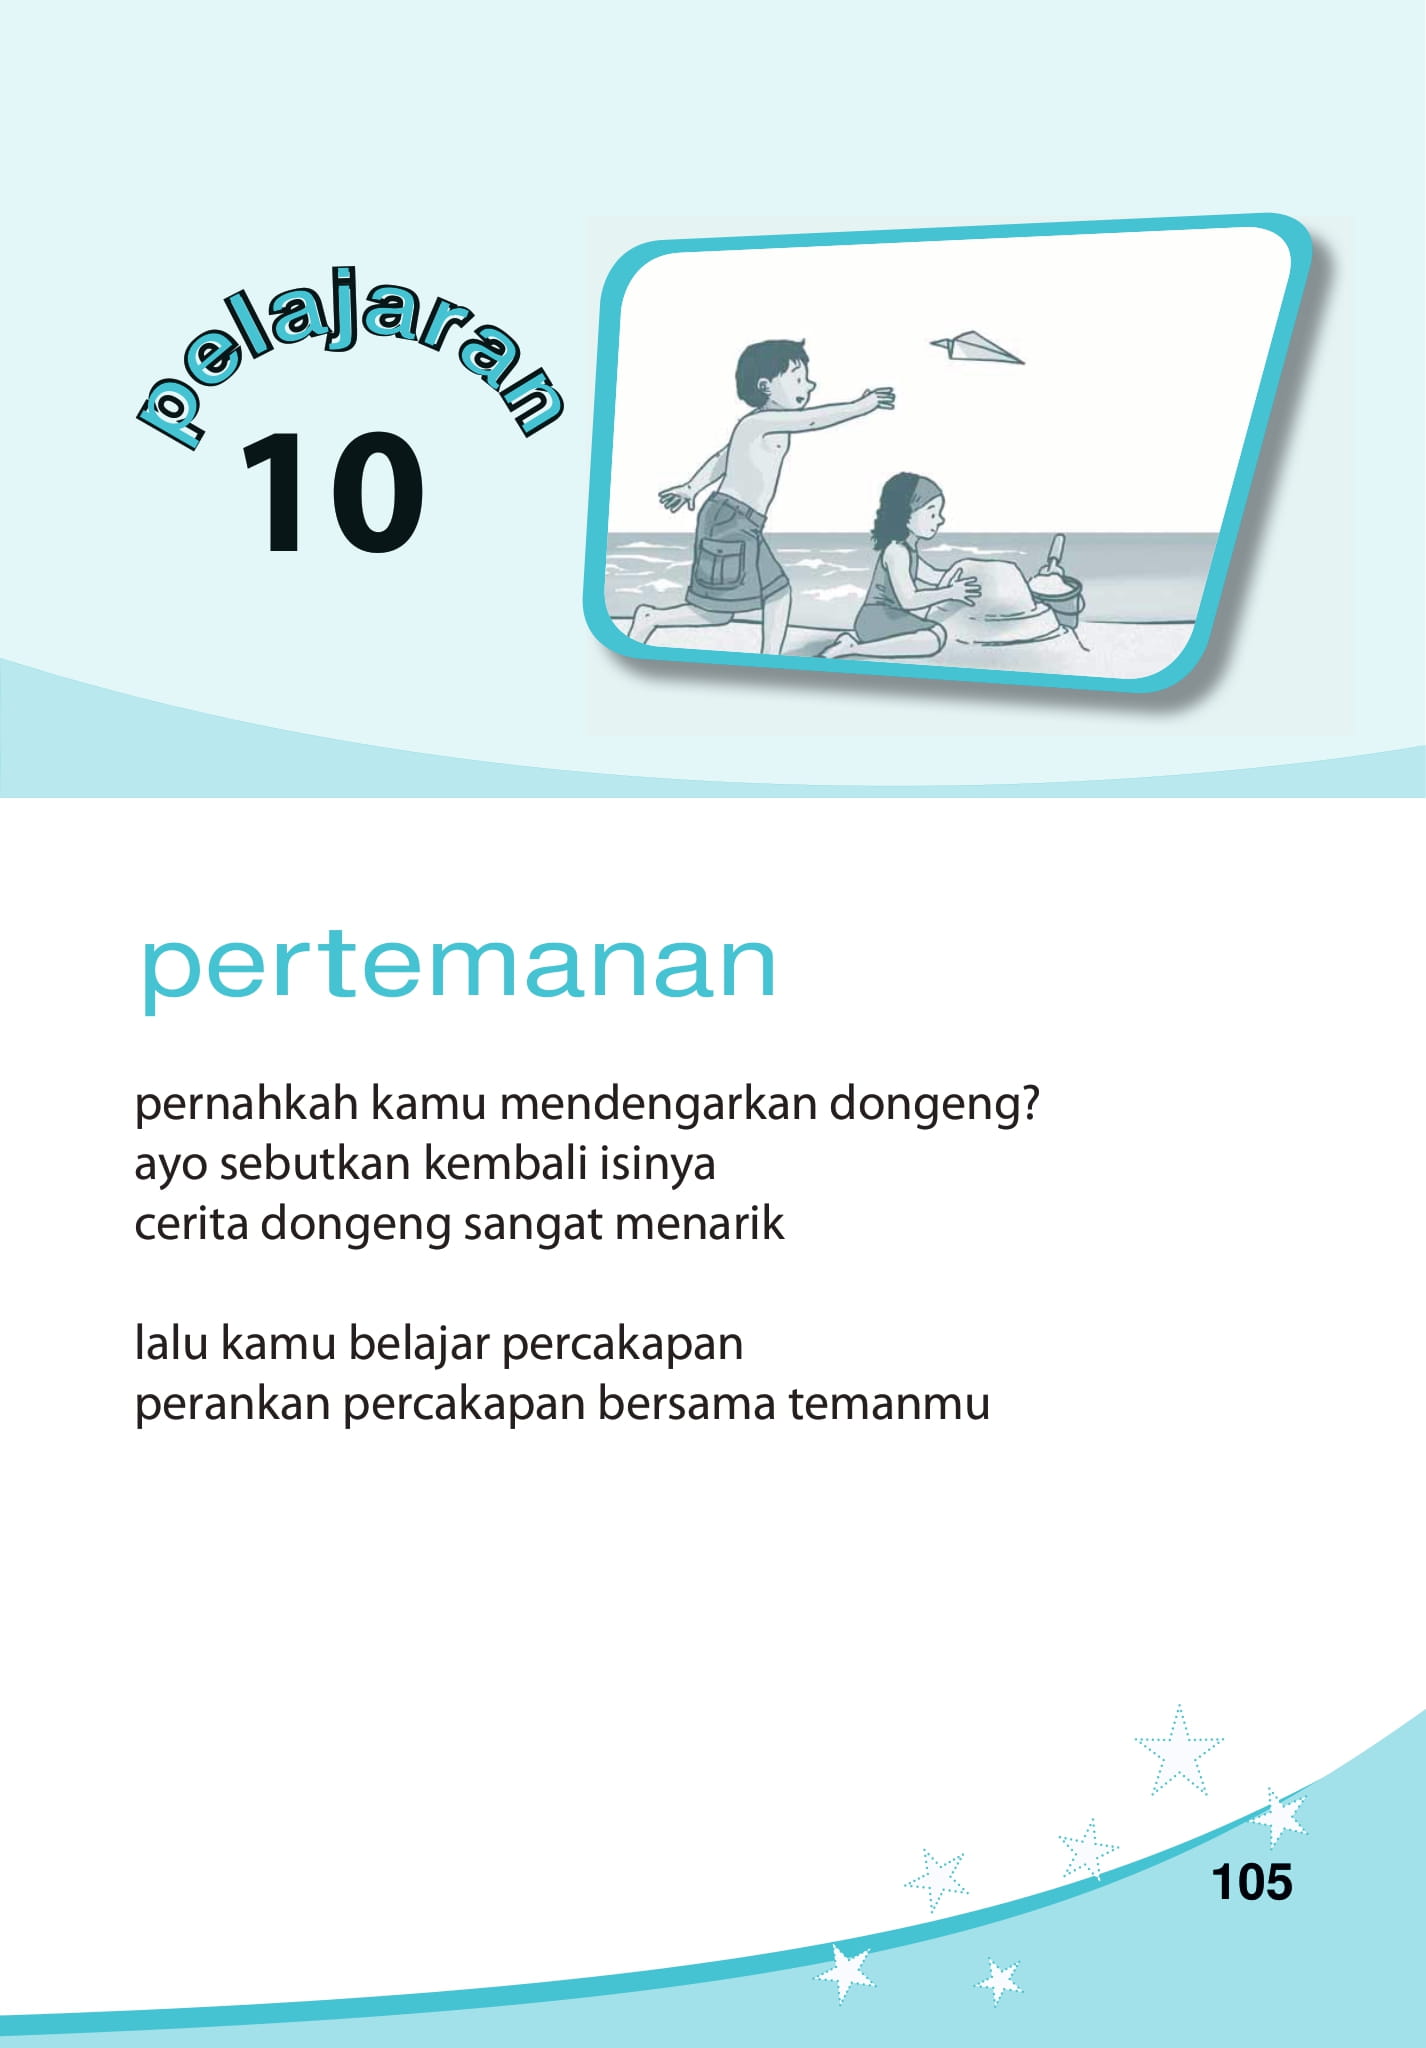 pelajaran
10
pertemanan
pernahkah kamu mendengarkan dongeng?
ayo sebutkan kembali isinya
cerita dongeng sangat menarik
lalu kamu belajar percakapan
perankan percakapan bersama temanmu
105